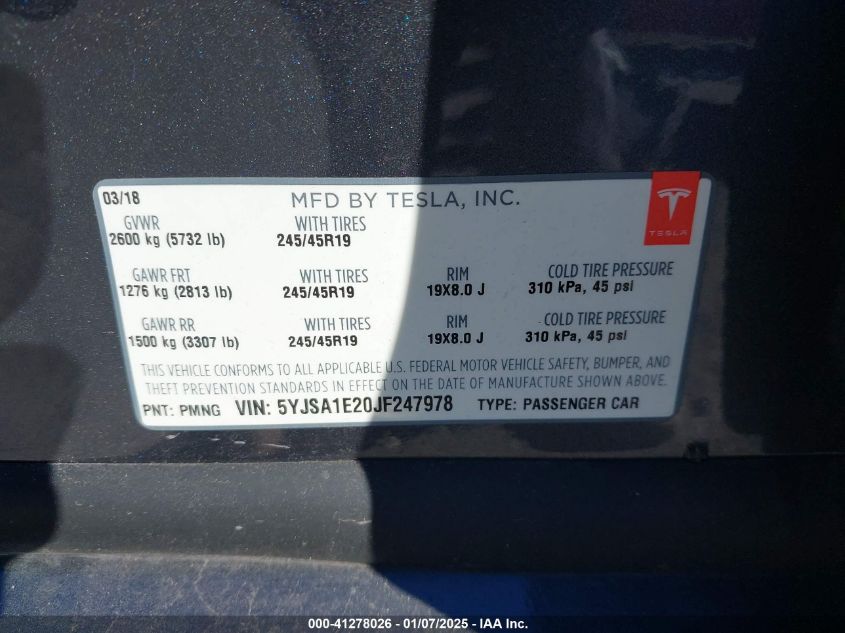 03/18 MFD BY TESLA, INC.
TESLA
GVWR WITH TIRES
2600 kg (5732 lb) 245/45R19
GAWR FRT WITH TIRES RIM COLD TIRE PRESSURE
1276 kg (2813 lb) 245/45R19 19X8.0 J 310 kPa, 45 psi
GAWR RR WITH TIRES RIM COLD TIRE PRESSURE
1500 kg (3307 lb) 245/45R19 19X8.0 J 310 kPa, 45 psi
THIS VEHICLE CONFORMS TO ALL APPLICABLE U.S. FEDERAL MOTOR VEHICLE SAFETY, BUMPER, AND
THEFT PREVENTION STANDARDS IN EFFECT ON THE DATE OF MANUFACTURE SHOWN ABOVE.
PNT: PMNG VIN: 5YJSA1E20JF247978 TYPE: PASSENGER CAR
000-41278026 - 01/07/2025 - IAA Inc.